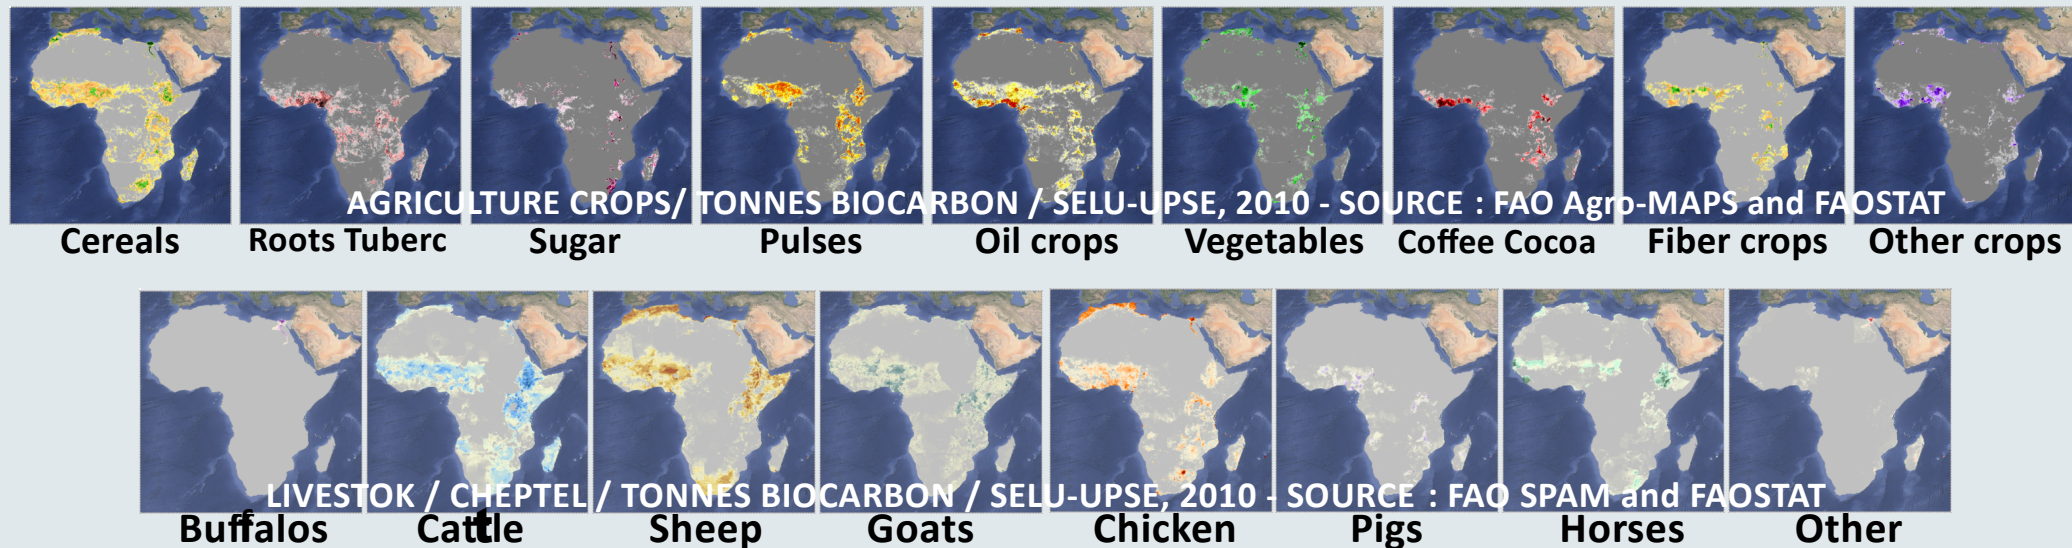 AGRICULTURE CROPS/ TONNES BIOCARBON / SELU-UPSE, 2010 - SOURCE : FAO Agro-MAPS and FAOSTAT
Cereals Roots Tuberc Sugar Pulses Oil crops Vegetables Coffee Cocoa Fiber crops Other crops
LIVESTOK / CHEPTEL / TONNES BIOCARBON / SELU-UPSE, 2010 - SOURCE : FAO SPAM and FAOSTAT
Buffalos Cattle Sheep Goats Chicken Pigs Horses Other